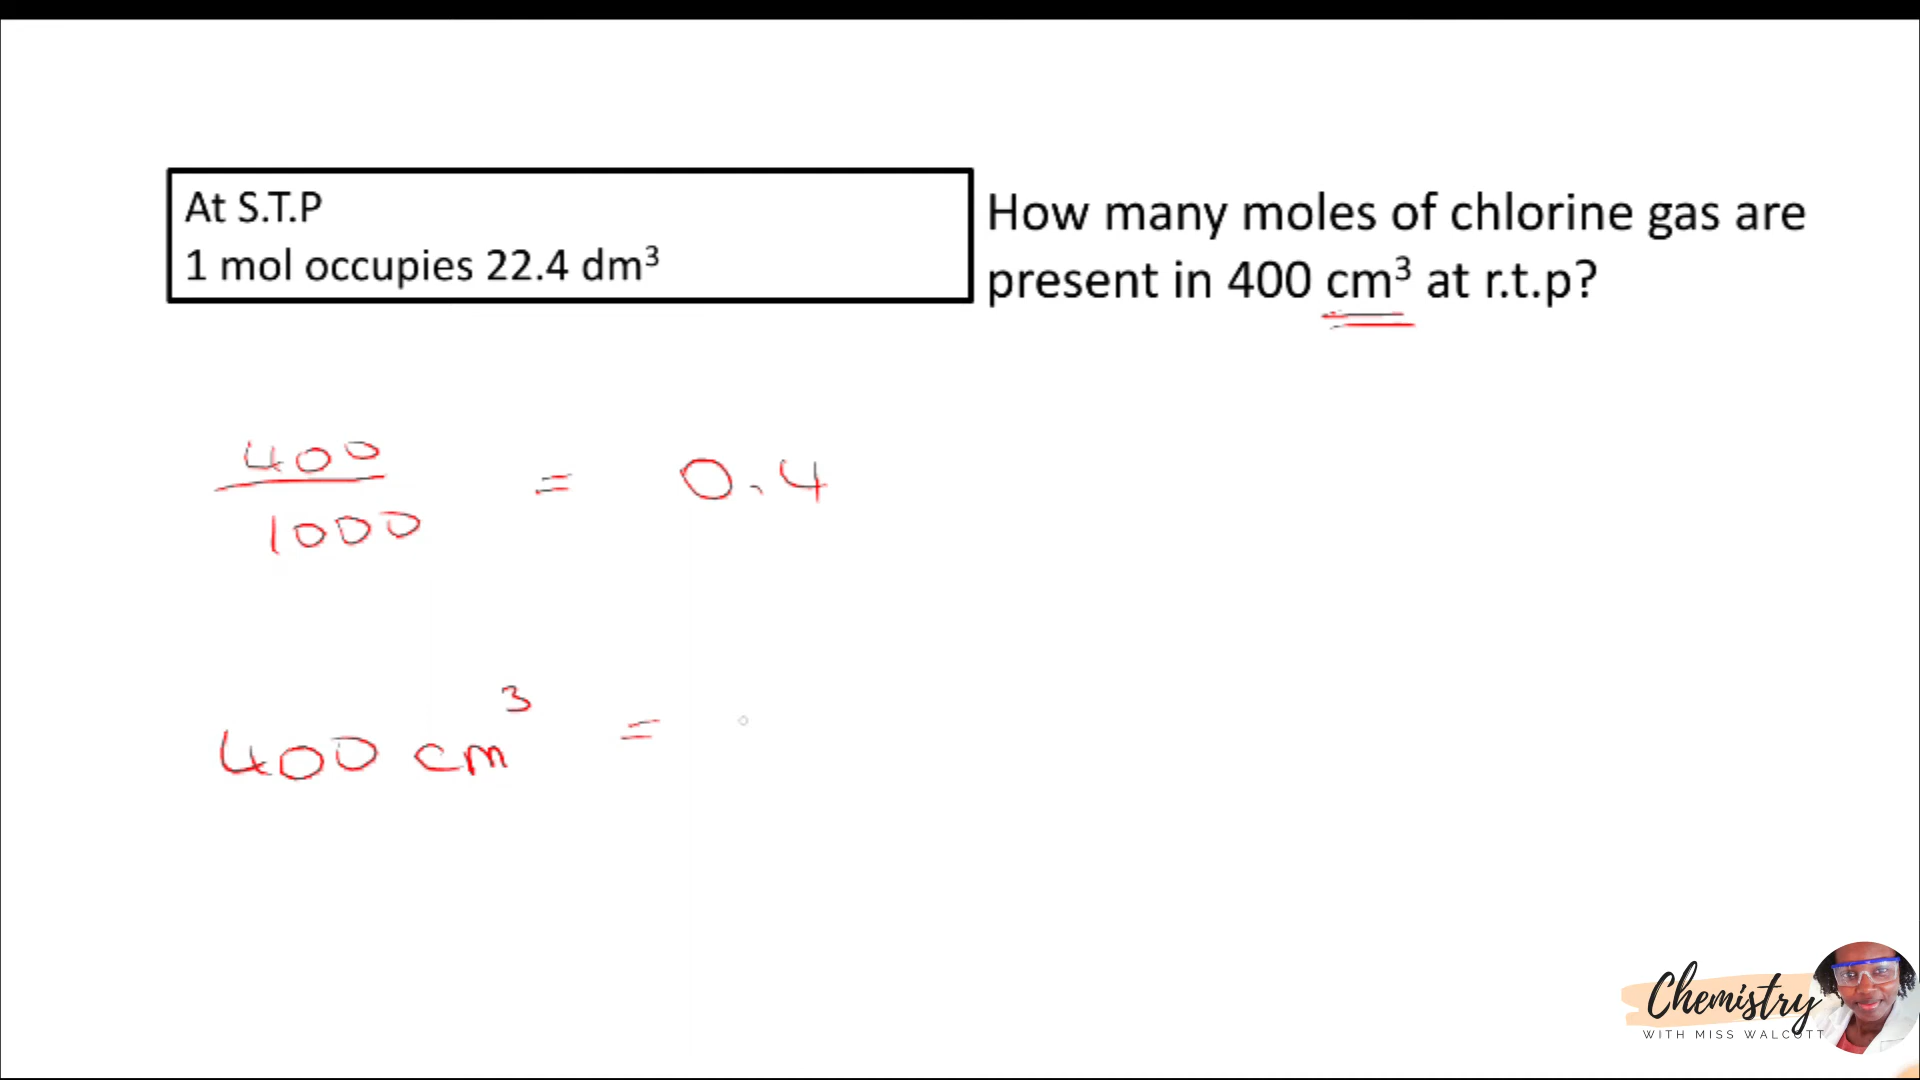 At S.T.P
1 mol occupies 22.4 dm³
How many moles of chlorine gas are
present in 400 cm³ at r.t.p?
400
1000
= 0.4
400 cm³ =
Chemistry
WITH MISS WALCOTT